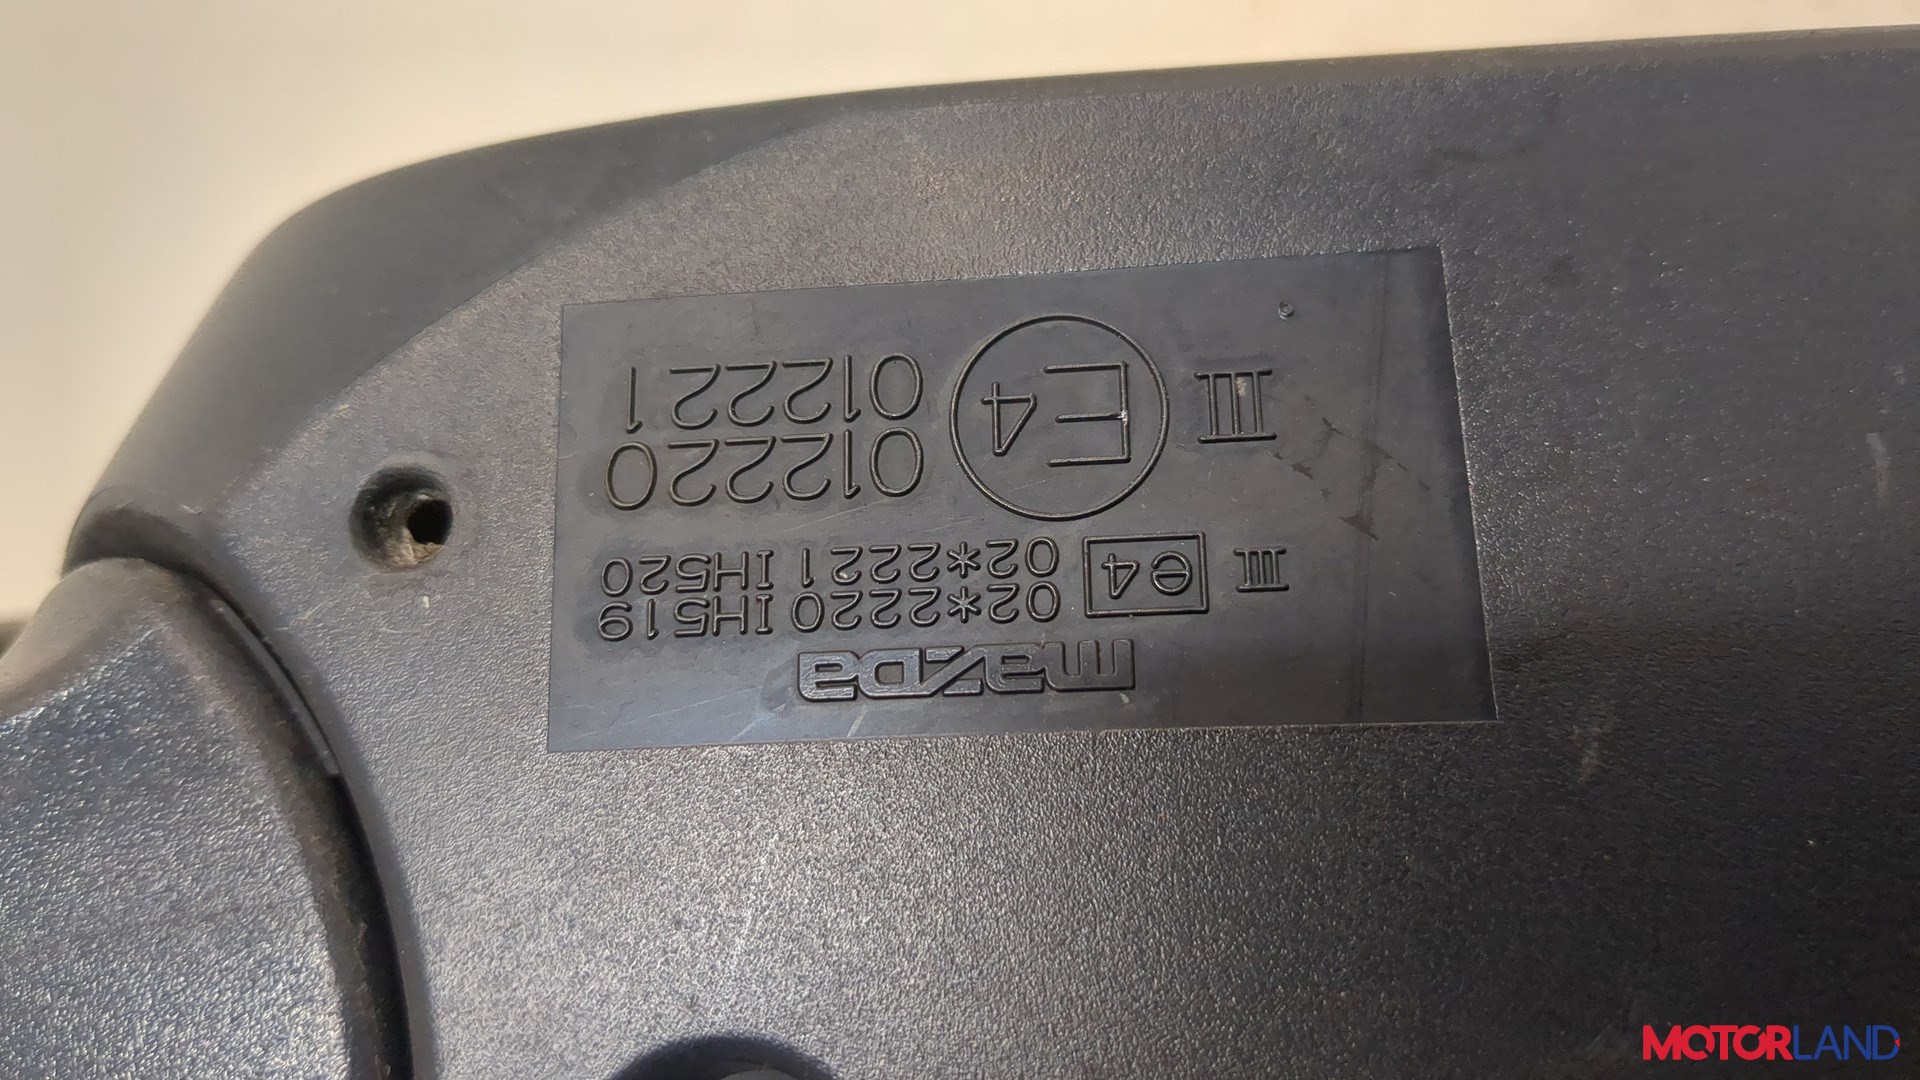 mazda
III e4 02*2220 IH519
02*2221 IH520
III E4 012220
012221
MOTORLAND